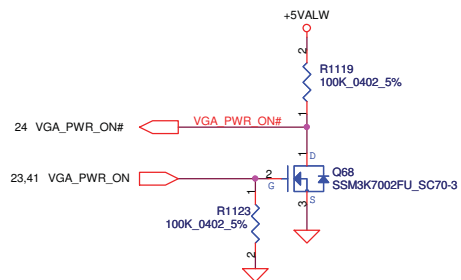 +5VALW
2
R1119
100K_0402_5%
1
24 VGA_PWR_ON#
VGA_PWR_ON#
1
D
Q68
SSM3K7002FU_SC70-3
23,41 VGA_PWR_ON
2
G
3
S
1
R1123
100K_0402_5%
2